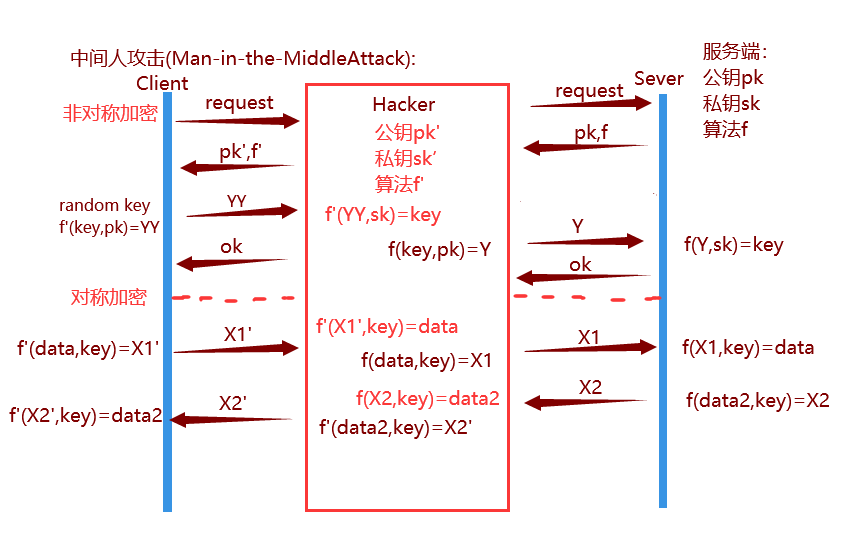 中间人攻击(Man-in-the-MiddleAttack):
服务端：
公钥pk
私钥sk
算法f
Client
Hacker
Sever
非对称加密
request
request
公钥pk'
私钥sk’
算法f'
pk,f
pk',f'
random key
f'(key,pk)=YY
YY
f'(YY,sk)=key
f(key,pk)=Y
Y
f(Y,sk)=key
ok
ok
对称加密
f'(data,key)=X1'
X1'
f'(X1',key)=data
f(data,key)=X1
X1
f(X1,key)=data
f(X2,key)=data2
X2
f(data2,key)=X2
f'(X2',key)=data2
X2'
f'(data2,key)=X2'